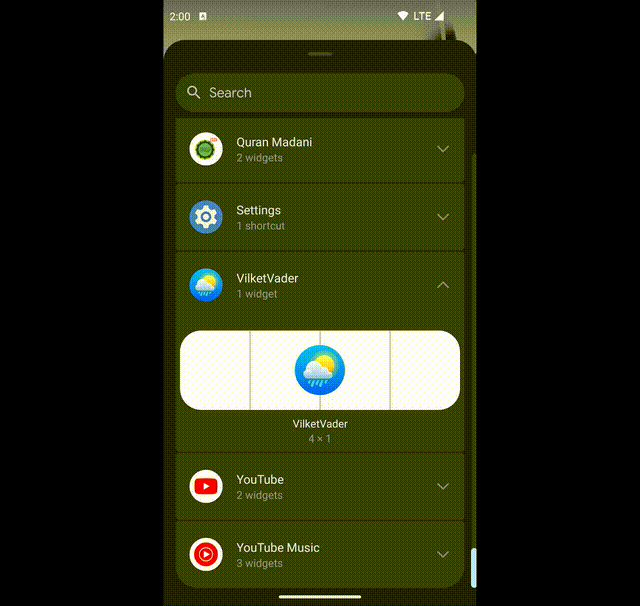 2:00
LTE
Search
Quran Madani
2 widgets
Settings
1 shortcut
VilketVader
1 widget
VilketVader
4 × 1
YouTube
2 widgets
YouTube Music
3 widgets